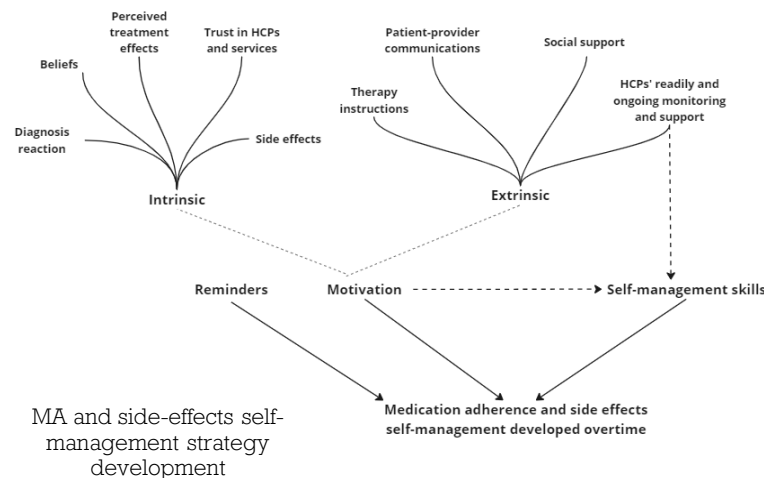 Perceived
treatment
effects
Trust in HCPs
and services
Beliefs
Diagnosis
reaction
Side effects
Intrinsic
Patient-provider
communications
Social support
Therapy
instructions
HCPs' readily and
ongoing monitoring
and support
Extrinsic
Reminders
Motivation
Self-management skills
Medication adherence and side effects
self-management developed overtime
MA and side-effects self-
management strategy
development